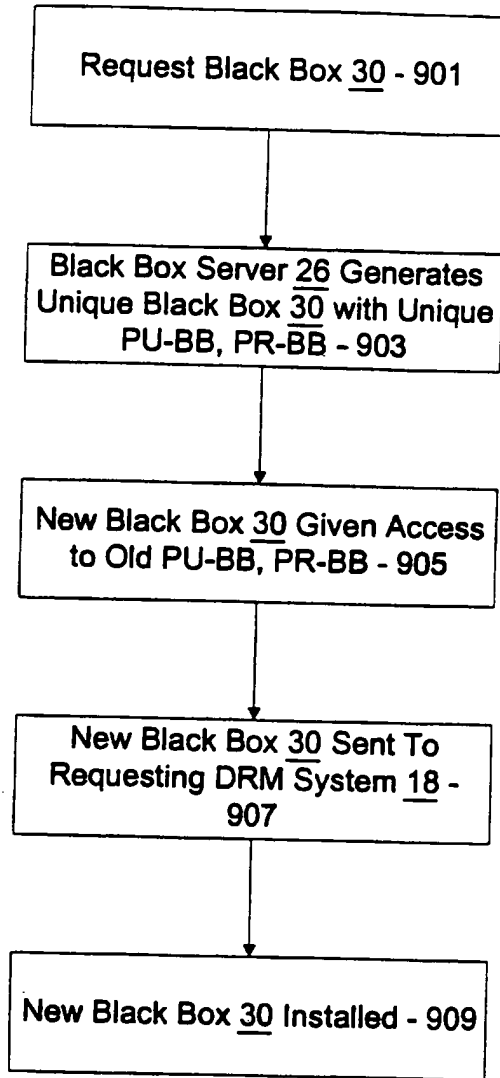 Request Black Box 30 - 901
Black Box Server 26 Generates
Unique Black Box 30 with Unique
PU-BB, PR-BB - 903
New Black Box 30 Given Access
to Old PU-BB, PR-BB - 905
New Black Box 30 Sent To
Requesting DRM System 18 -
907
New Black Box 30 Installed - 909